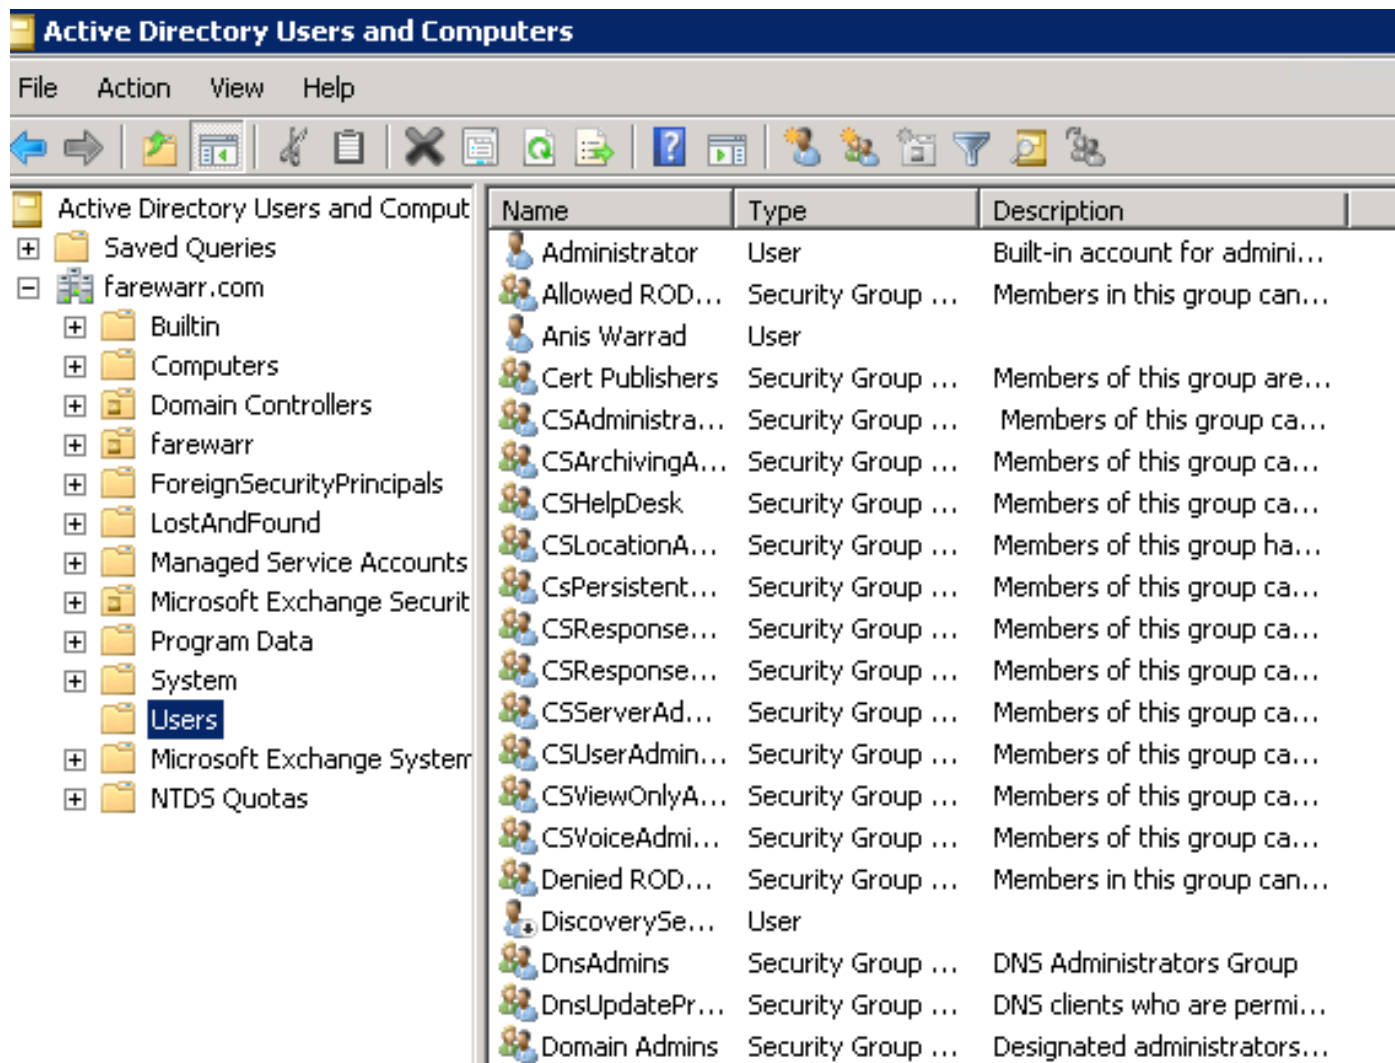 Active Directory Users and Computers
File Action View Help
Active Directory Users and Comput
Saved Queries
farewarr.com
Builtin
Computers
Domain Controllers
farewarr
ForeignSecurityPrincipals
LostAndFound
Managed Service Accounts
Microsoft Exchange Securit
Program Data
System
Users
Microsoft Exchange System
NTDS Quotas
Name Type Description
Administrator User Built-in account for admini...
Allowed ROD... Security Group ... Members in this group can...
Anis Warrad User
Cert Publishers Security Group ... Members of this group are...
CSAdministra... Security Group ... Members of this group ca...
CSArchivingA... Security Group ... Members of this group ca...
CSHelpDesk Security Group ... Members of this group ca...
CSLocationA... Security Group ... Members of this group ha...
CsPersistent... Security Group ... Members of this group ca...
CSResponse... Security Group ... Members of this group ca...
CSResponse... Security Group ... Members of this group ca...
CSServerAd... Security Group ... Members of this group ca...
CSUserAdmin... Security Group ... Members of this group ca...
CSViewOnlyA... Security Group ... Members of this group ca...
CSVoiceAdmi... Security Group ... Members of this group ca...
Denied ROD... Security Group ... Members in this group can...
DiscoverySe... User
DnsAdmins Security Group ... DNS Administrators Group
DnsUpdatePr... Security Group ... DNS clients who are permi...
Domain Admins Security Group ... Designated administrators...